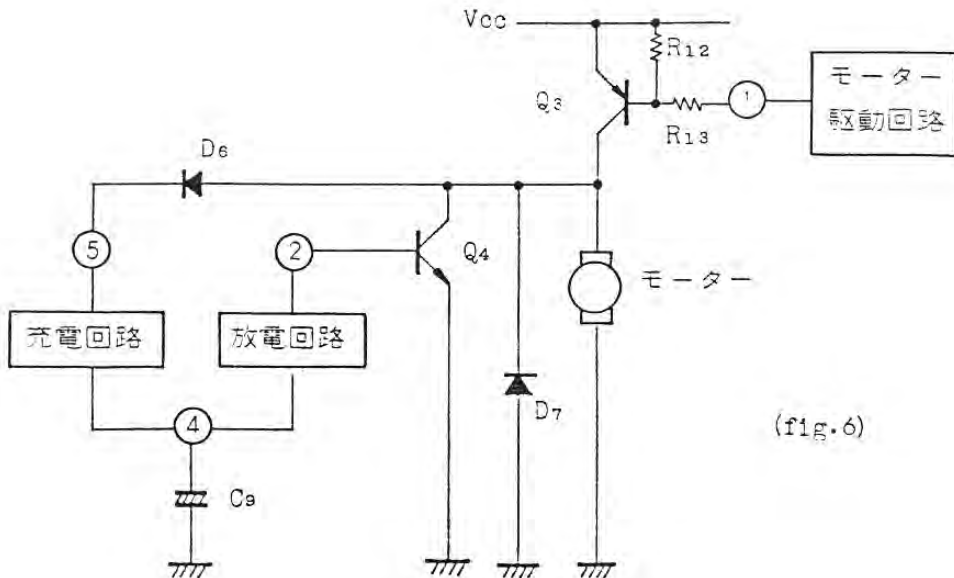 Vcc
R12
モーター
駆動回路
Q3
1
R13
D6
5
2
Q4
モーター
充電回路
放電回路
D7
4
(fig.6)
C9